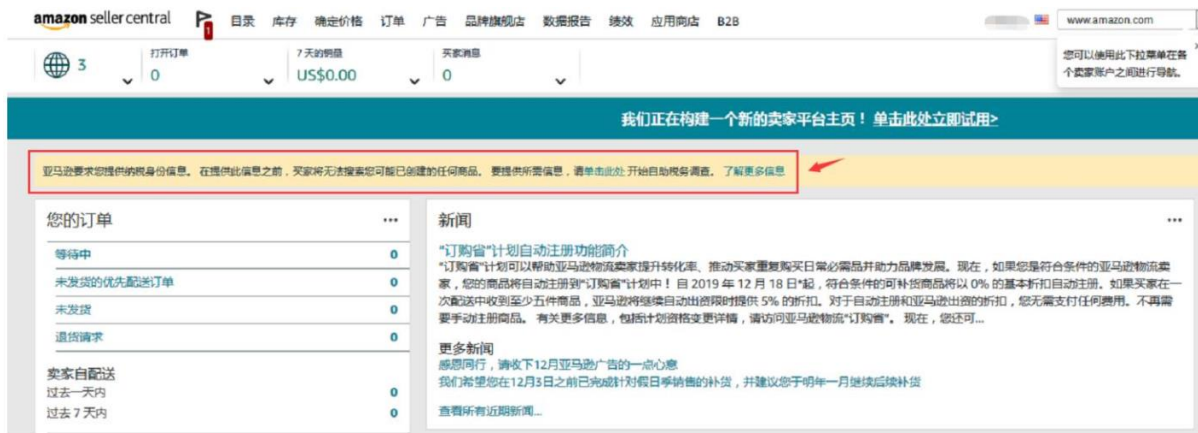 amazon seller central
1
目录 库存 确定价格 订单 广告 品牌旗舰店 数据报告 绩效 应用商店 B2B
www.amazon.com
3
打开订单
0
7 天的销量
US$0.00
买家消息
0
您可以使用此下拉菜单在各
个卖家账户之间进行导航。
我们正在构建一个新的卖家平台主页！ 单击此处立即试用>
亚马逊要求您提供纳税身份信息。 在提供此信息之前，买家将无法搜索您可能已创建的任何商品。 要提供所需信息，请单击此处 开始自助税务调查。 了解更多信息
您的订单
等待中 0
未发货的优先配送订单 0
未发货 0
退货请求 0
卖家自配送
过去一天内 0
过去 7 天内 0
新闻
“订购省”计划自动注册功能简介
“订购省”计划可以帮助亚马逊物流卖家提升转化率、推动买家重复购买日常必需品并助力品牌发展。现在，如果您是符合条件的亚马逊物流卖
家，您的商品将自动注册到“订购省”计划中！ 自 2019 年 12 月 18 日*起，符合条件的可补货商品将以 0% 的基本折扣自动注册。如果买家在一
次配送中收到至少五件商品，亚马逊将继续自动出资限时提供 5% 的折扣。对于自动注册和亚马逊出资的折扣，您无需支付任何费用。不再需
要手动注册商品。 有关更多信息，包括计划资格变更详情，请访问亚马逊物流“订购省”。 现在，您还可...
更多新闻
感恩同行，请收下12月亚马逊广告的一点心意
我们希望您在12月3日之前已完成针对假日季销售的补货，并建议您于明年一月继续后续补货
查看所有近期新闻...